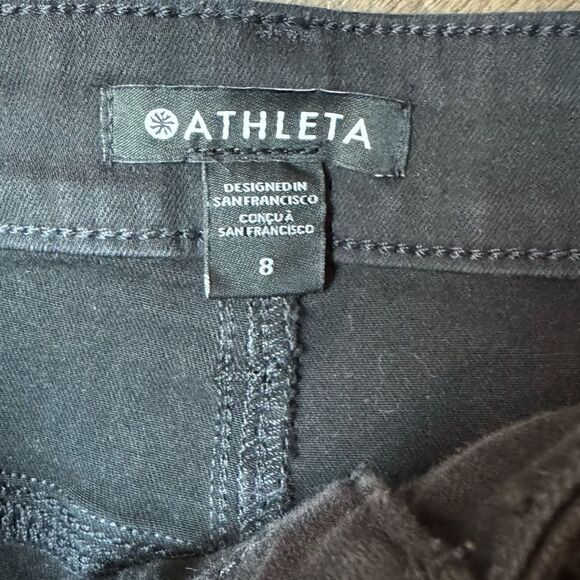 ATHLETA
DESIGNED IN
SAN FRANCISCO
CONÇU À
SAN FRANCISCO
8